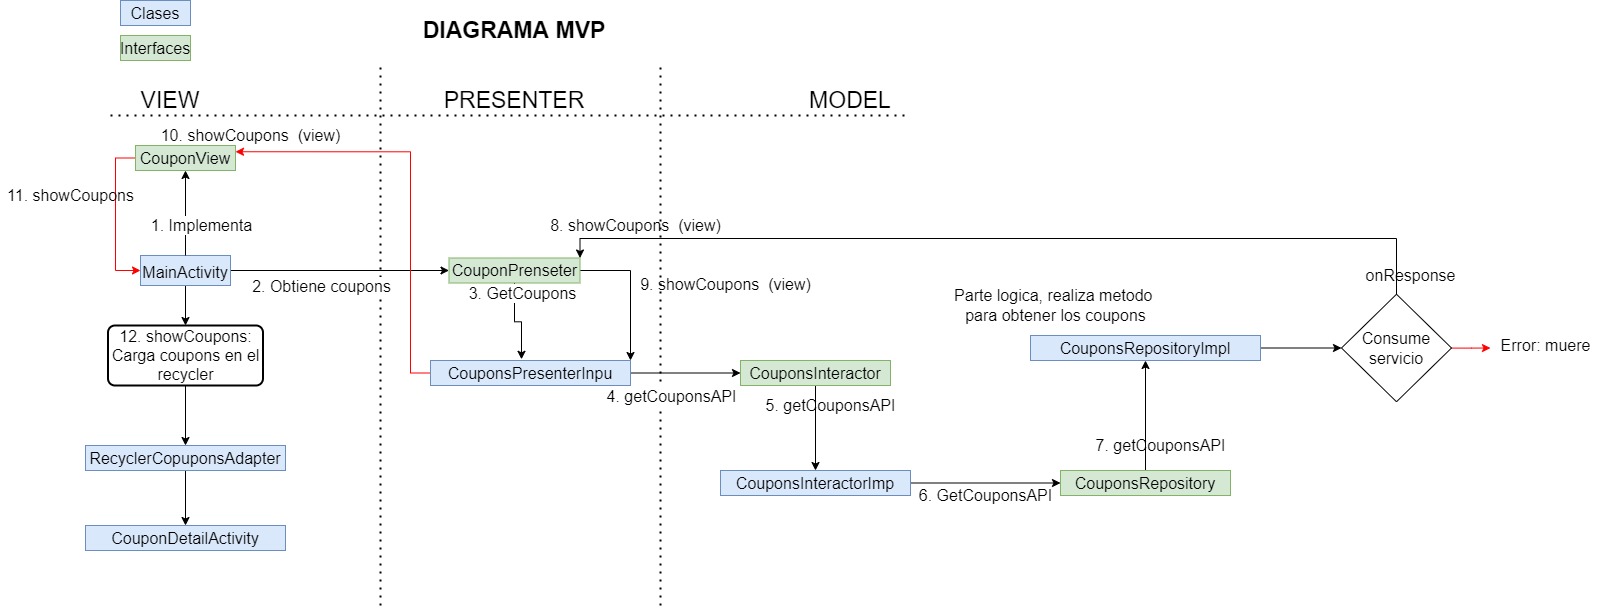 Clases
DIAGRAMA MVP
Interfaces
VIEW
PRESENTER
MODEL
10. showCoupons  (view)
CouponView
11. showCoupons
1. Implementa
8. showCoupons  (view)
MainActivity
2. Obtiene coupons
CouponPrenseter
3. GetCoupons
9. showCoupons  (view)
onResponse
Parte logica, realiza metodo
para obtener los coupons
12. showCoupons:
Carga coupons en el
recycler
CouponsPresenterInpu
4. getCouponsAPI
CouponsInteractor
5. getCouponsAPI
CouponsRepositoryImpl
Consume
servicio
Error: muere
RecyclerCopuponsAdapter
7. getCouponsAPI
CouponsInteractorImp
6. GetCouponsAPI
CouponsRepository
CouponDetailActivity